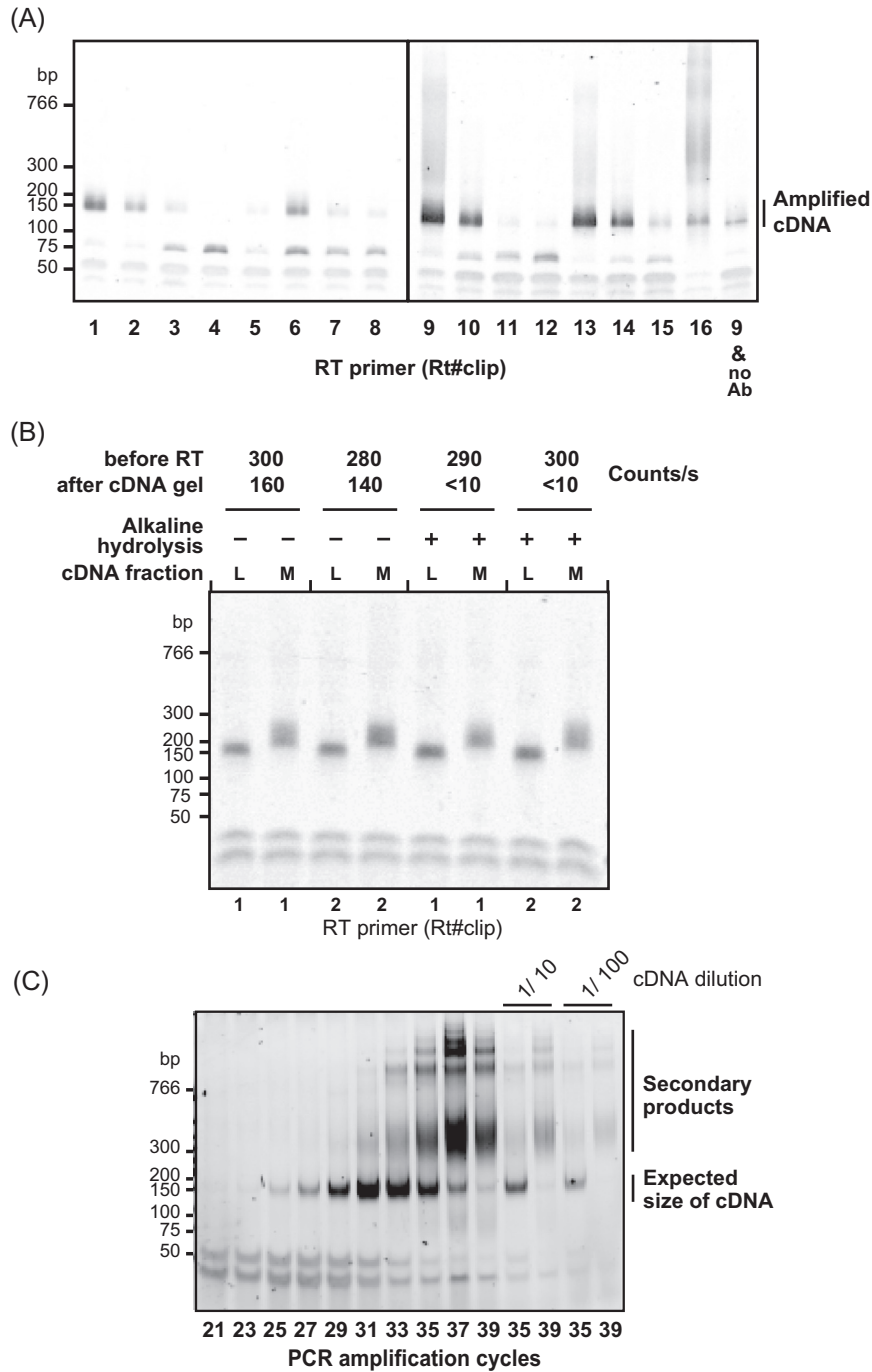 (A)
bp
766
300
200
150
100
75
50
Amplified
cDNA
1 2 3 4 5 6 7 8 9 10 11 12 13 14 15 16 9
& no Ab
RT primer (Rt#clip)
(B)
before RT 300 280 290 300
after cDNA gel 160 140 <10 <10
Counts/s
Alkaline
hydrolysis – – – – + + + +
cDNA fraction L M L M L M L M
bp
766
300
200
150
100
75
50
1 1 2 2 1 1 2 2
RT primer (Rt#clip)
(C)
1/10 1/100 cDNA dilution
bp
766
300
200
150
100
75
50
Secondary
products
Expected
size of cDNA
21 23 25 27 29 31 33 35 37 39 35 39 35 39
PCR amplification cycles